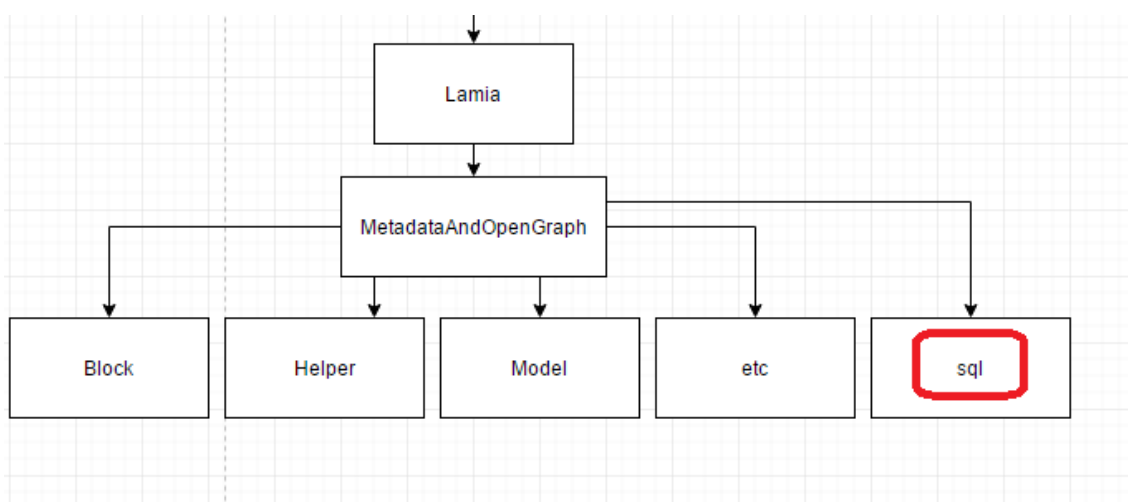 Lamia
MetadataAndOpenGraph
Block
Helper
Model
etc
sql